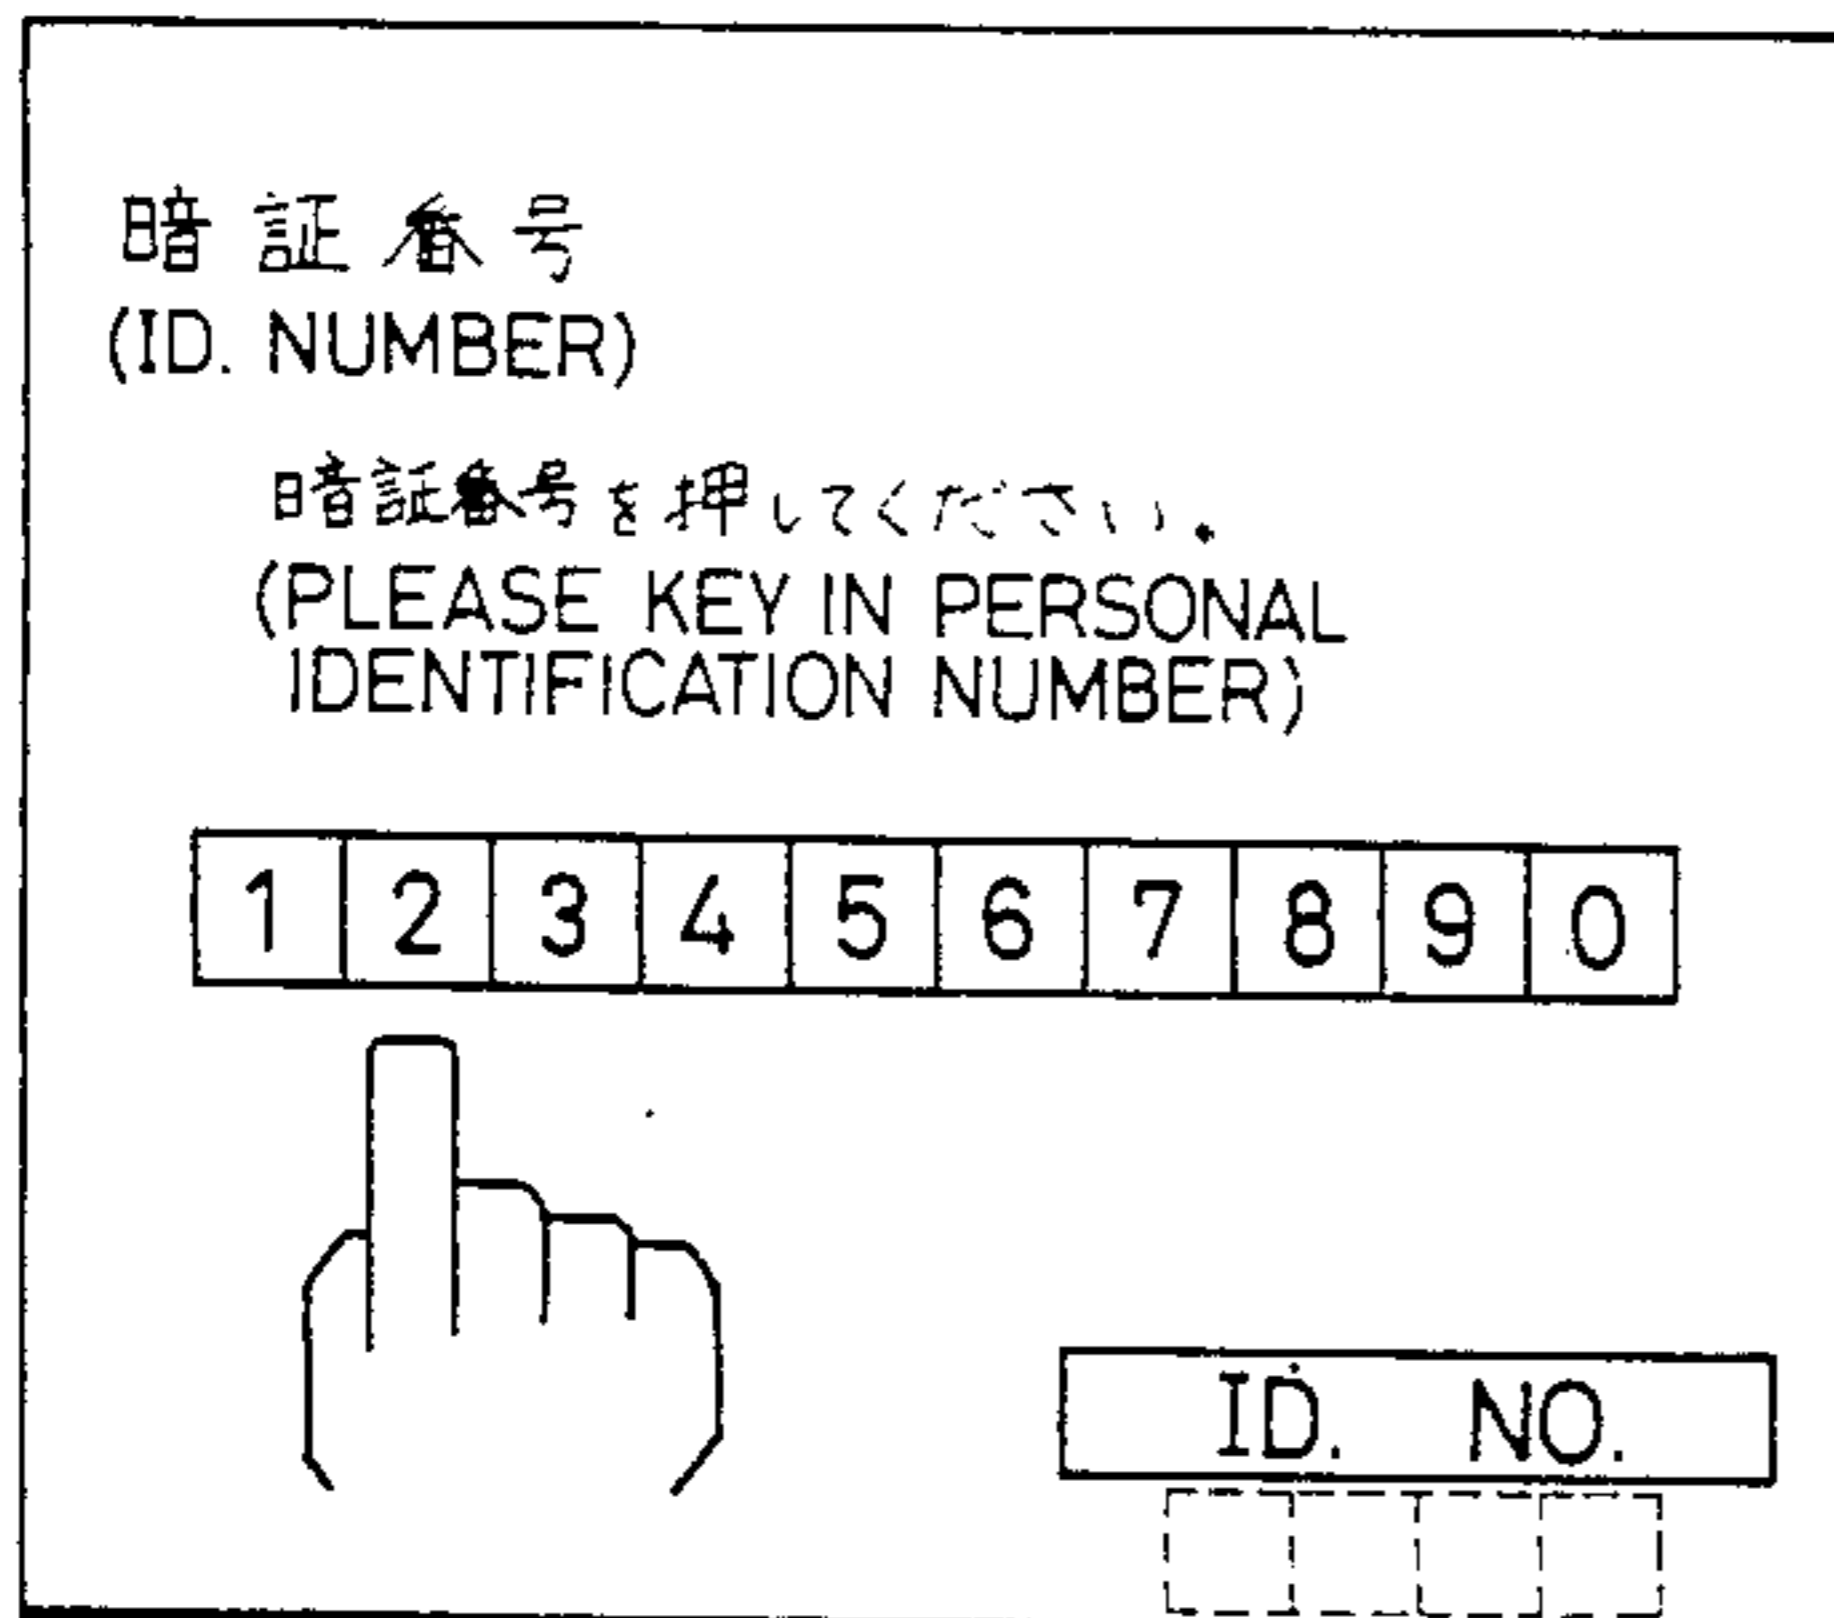 暗証番号
(ID. NUMBER)
暗証番号を押してください.
(PLEASE KEY IN PERSONAL
IDENTIFICATION NUMBER)
1 2 3 4 5 6 7 8 9 0
ID. NO.